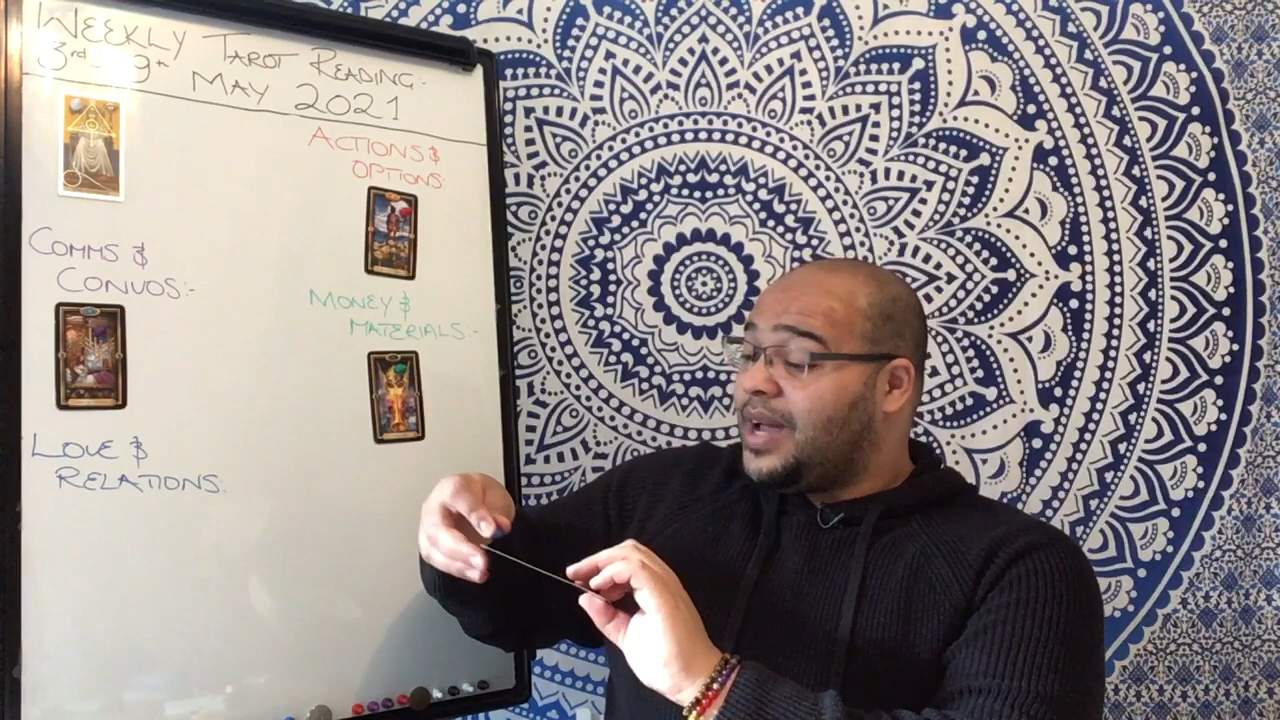 WEEKLY TAROT READING:-
3rd - 9th MAY 2021
ACTIONS &
OPTIONS:
COMMS &
CONVOS:-
MONEY &
MATERIALS:-
LOVE &
RELATIONS: